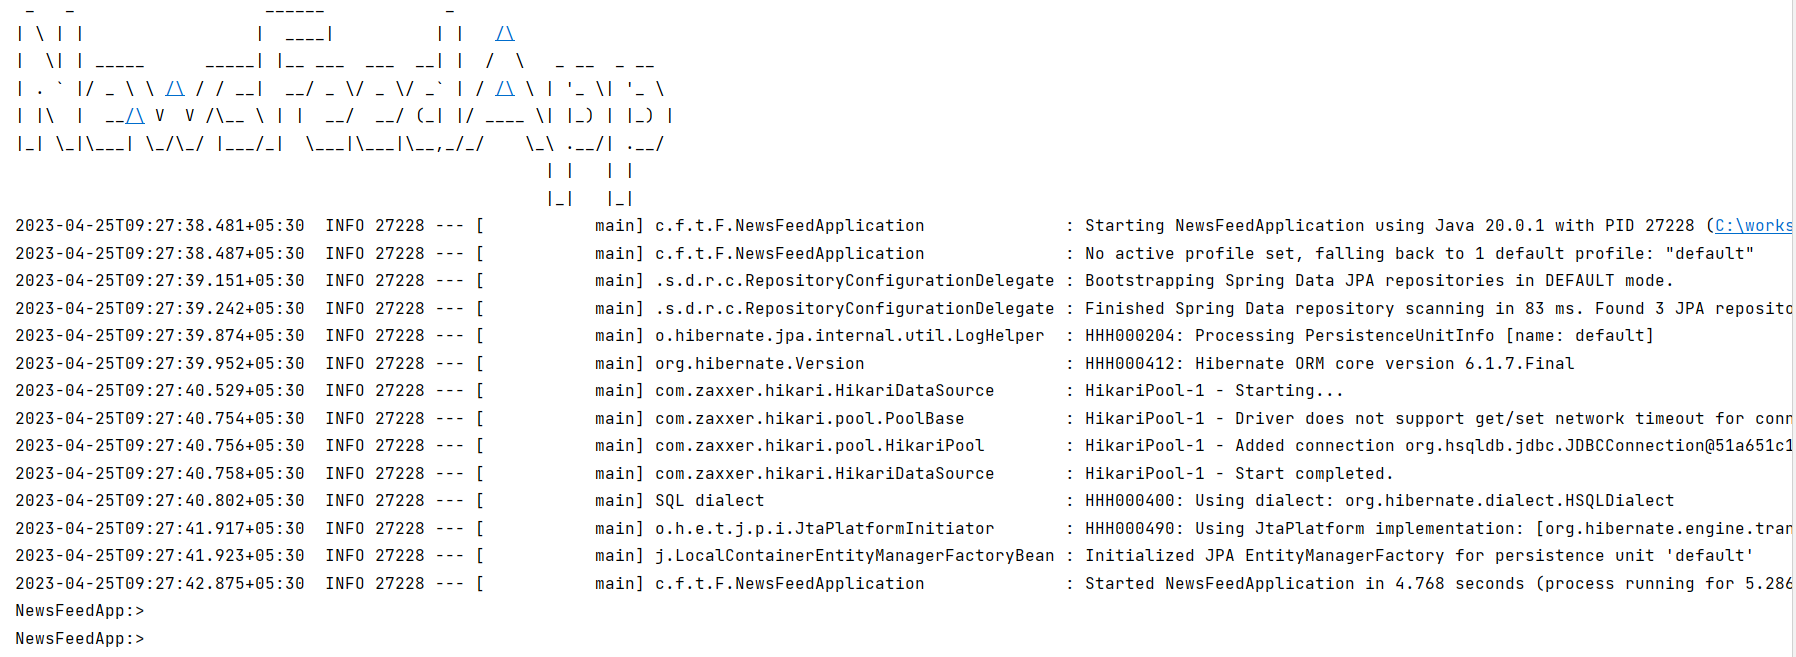 _   _                   ______            _
| \ | |                 |  ____|          | |   /\
|  \| | _____      _____| |__ ___  ___  __| |  /  \   _ __  _ __
| . ` |/ _ \ \ /\ / / __|  __/ _ \/ _ \/ _` | / /\ \ | '_ \| '_ \
| |\  |  __/\ V  V /\__ \ | |  __/  __/ (_| |/ ____ \| |_) | |_) |
|_| \_|\___| \_/\_/ |___/_|  \___|\___|\__,_/_/    \_\ .__/| .__/
                                                     | |   | |
                                                     |_|   |_|
2023-04-25T09:27:38.481+05:30  INFO 27228 --- [           main] c.f.t.F.NewsFeedApplication              : Starting NewsFeedApplication using Java 20.0.1 with PID 27228 (C:\works
2023-04-25T09:27:38.487+05:30  INFO 27228 --- [           main] c.f.t.F.NewsFeedApplication              : No active profile set, falling back to 1 default profile: "default"
2023-04-25T09:27:39.151+05:30  INFO 27228 --- [           main] .s.d.r.c.RepositoryConfigurationDelegate : Bootstrapping Spring Data JPA repositories in DEFAULT mode.
2023-04-25T09:27:39.242+05:30  INFO 27228 --- [           main] .s.d.r.c.RepositoryConfigurationDelegate : Finished Spring Data repository scanning in 83 ms. Found 3 JPA reposito
2023-04-25T09:27:39.874+05:30  INFO 27228 --- [           main] o.hibernate.jpa.internal.util.LogHelper  : HHH000204: Processing PersistenceUnitInfo [name: default]
2023-04-25T09:27:39.952+05:30  INFO 27228 --- [           main] org.hibernate.Version                    : HHH000412: Hibernate ORM core version 6.1.7.Final
2023-04-25T09:27:40.529+05:30  INFO 27228 --- [           main] com.zaxxer.hikari.HikariDataSource       : HikariPool-1 - Starting...
2023-04-25T09:27:40.754+05:30  INFO 27228 --- [           main] com.zaxxer.hikari.pool.PoolBase          : HikariPool-1 - Driver does not support get/set network timeout for conn
2023-04-25T09:27:40.756+05:30  INFO 27228 --- [           main] com.zaxxer.hikari.pool.HikariPool        : HikariPool-1 - Added connection org.hsqldb.jdbc.JDBCConnection@51a651c1
2023-04-25T09:27:40.758+05:30  INFO 27228 --- [           main] com.zaxxer.hikari.HikariDataSource       : HikariPool-1 - Start completed.
2023-04-25T09:27:40.802+05:30  INFO 27228 --- [           main] SQL dialect                              : HHH000400: Using dialect: org.hibernate.dialect.HSQLDialect
2023-04-25T09:27:41.917+05:30  INFO 27228 --- [           main] o.h.e.t.j.p.i.JtaPlatformInitiator       : HHH000490: Using JtaPlatform implementation: [org.hibernate.engine.tran
2023-04-25T09:27:41.923+05:30  INFO 27228 --- [           main] j.LocalContainerEntityManagerFactoryBean : Initialized JPA EntityManagerFactory for persistence unit 'default'
2023-04-25T09:27:42.875+05:30  INFO 27228 --- [           main] c.f.t.F.NewsFeedApplication              : Started NewsFeedApplication in 4.768 seconds (process running for 5.286
NewsFeedApp:>
NewsFeedApp:>